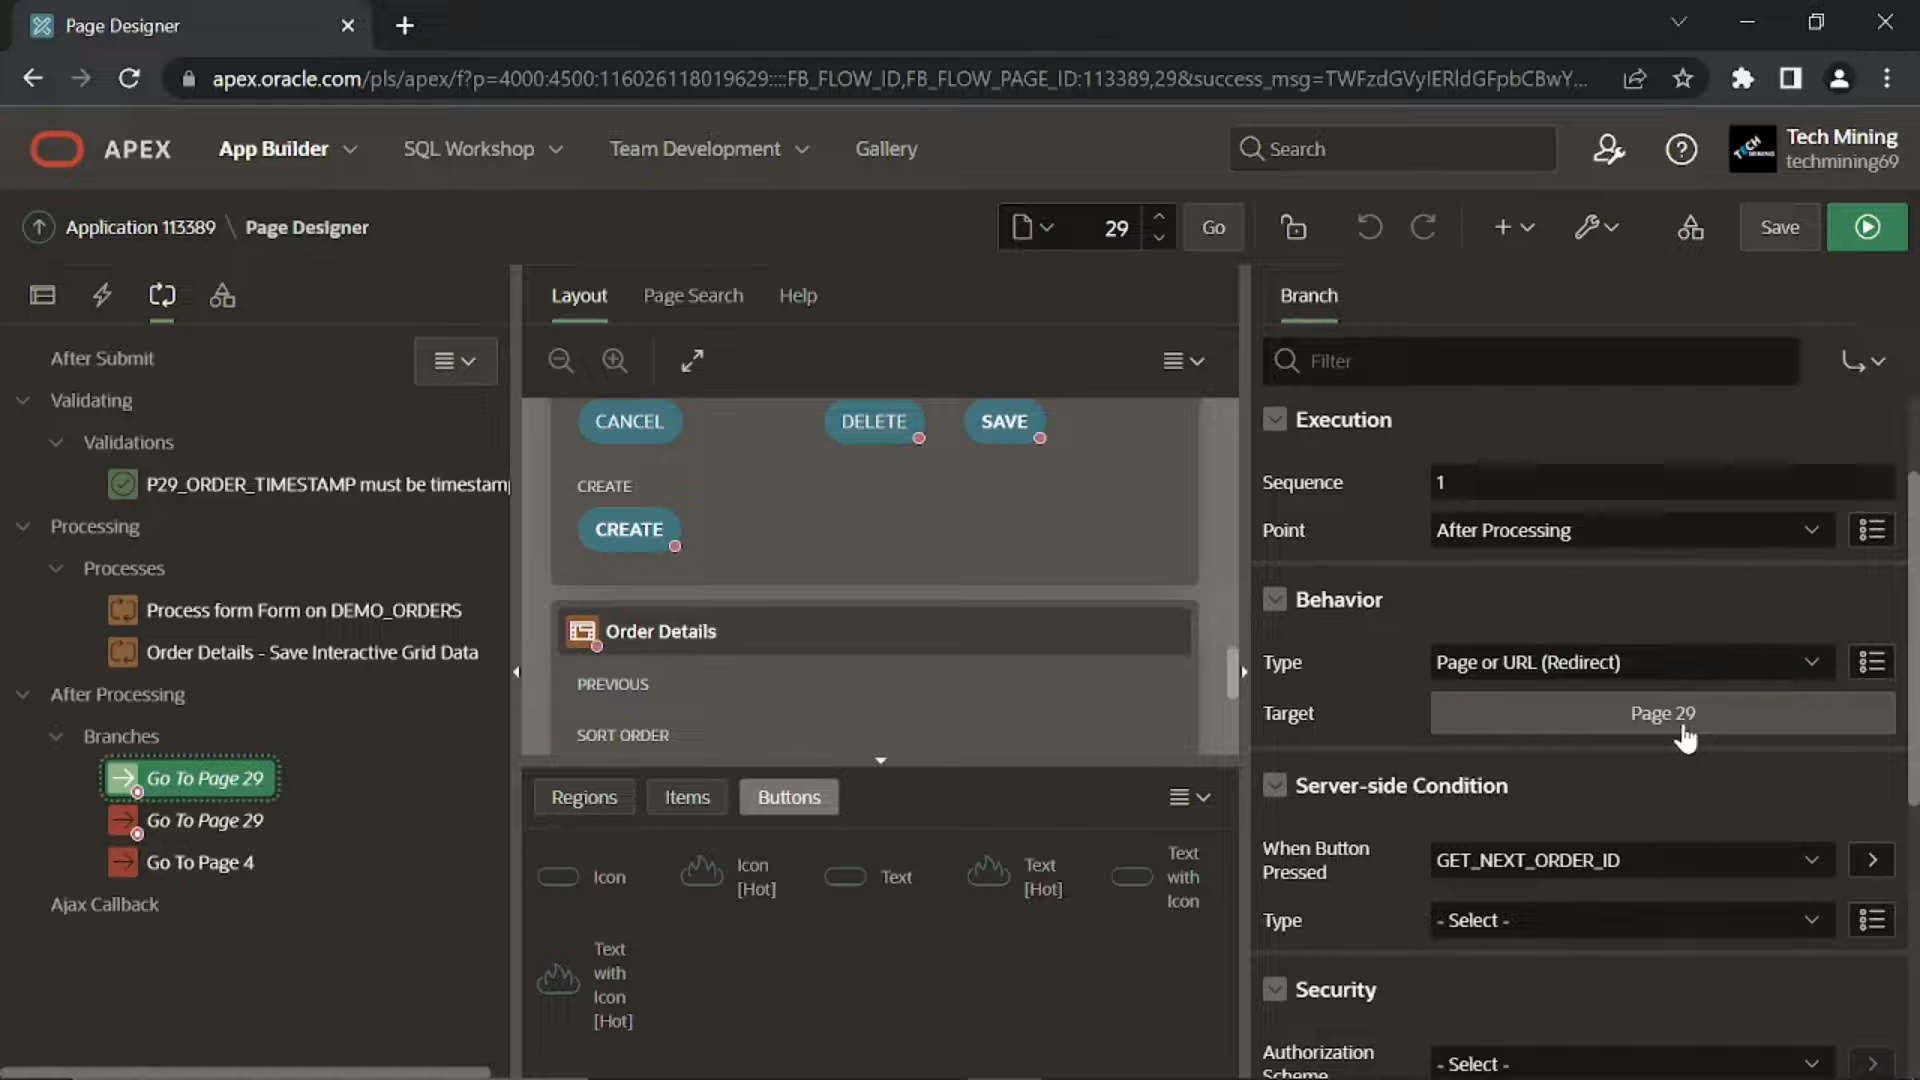 Page Designer
apex.oracle.com/pls/apex/f?p=4000:4500:116026118019629::::FB_FLOW_ID,FB_FLOW_PAGE_ID:113389,29&success_msg=TWFzdGVyIERldGFpbCBwY...
APEX App Builder SQL Workshop Team Development Gallery Search Tech Mining
techmining69
Application 113389 \ Page Designer 29 Go Save
Layout Page Search Help Branch
After Submit
Validating
Validations
P29_ORDER_TIMESTAMP must be timestam
Processing
Processes
Process form Form on DEMO_ORDERS
Order Details - Save Interactive Grid Data
After Processing
Branches
Go To Page 29
Go To Page 29
Go To Page 4
Ajax Callback
CANCEL DELETE SAVE
CREATE
CREATE
Order Details
PREVIOUS
SORT ORDER
Regions Items Buttons
Icon
Icon
[Hot]
Text
Text
[Hot]
Text
with
Icon
Text
with
Icon
[Hot]
Filter
Execution
Sequence 1
Point After Processing
Behavior
Type Page or URL (Redirect)
Target Page 29
Server-side Condition
When Button
Pressed
GET_NEXT_ORDER_ID
Type - Select -
Security
Authorization
Scheme
- Select -